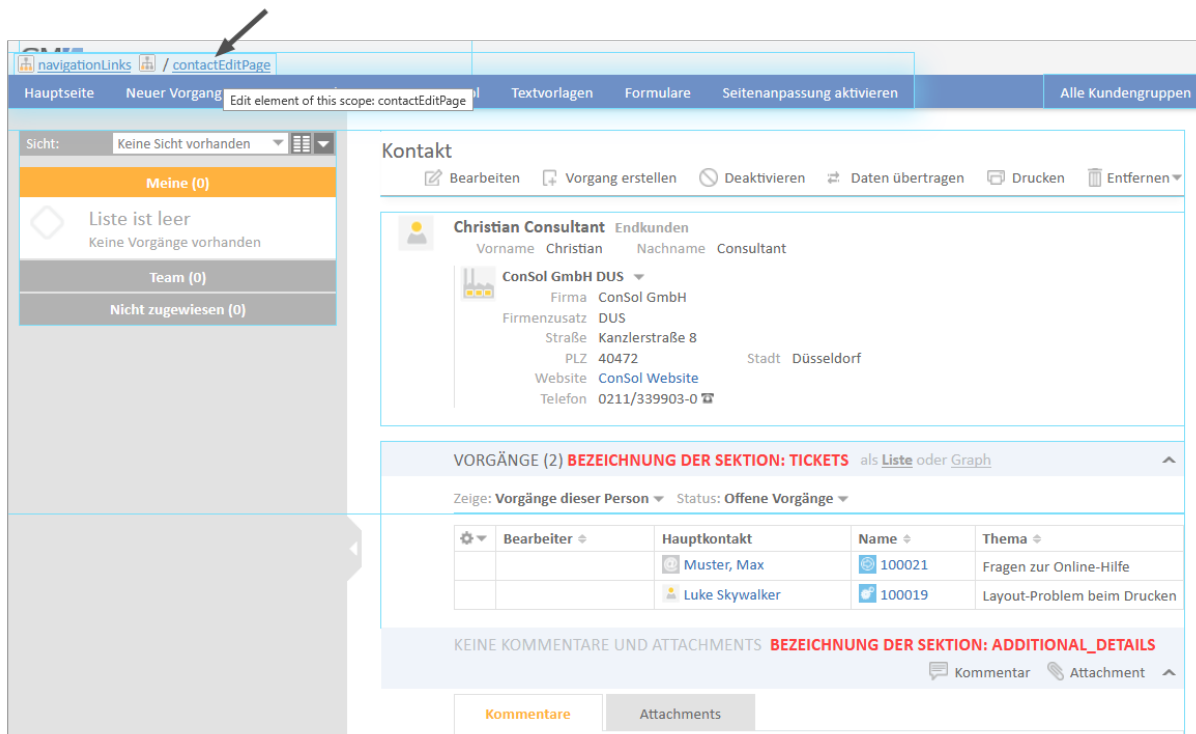 navigationLinks / contactEditPage
Hauptseite Neuer Vorgang Textvorlagen Formulare Seitenanpassung aktivieren Alle Kundengruppen
Edit element of this scope: contactEditPage
Sicht: Keine Sicht vorhanden
Meine (0)
Liste ist leer
Keine Vorgänge vorhanden
Team (0)
Nicht zugewiesen (0)
Kontakt
Bearbeiten Vorgang erstellen Deaktivieren Daten übertragen Drucken Entfernen
Christian Consultant Endkunden
Vorname Christian Nachname Consultant
ConSol GmbH DUS
Firma ConSol GmbH
Firmenzusatz DUS
Straße Kanzlerstraße 8
PLZ 40472 Stadt Düsseldorf
Website ConSol Website
Telefon 0211/339903-0
VORGÄNGE (2) BEZEICHNUNG DER SEKTION: TICKETS als Liste oder Graph
Zeige: Vorgänge dieser Person Status: Offene Vorgänge
Bearbeiter Hauptkontakt Name Thema
Muster, Max 100021 Fragen zur Online-Hilfe
Luke Skywalker 100019 Layout-Problem beim Drucken
KEINE KOMMENTARE UND ATTACHMENTS BEZEICHNUNG DER SEKTION: ADDITIONAL_DETAILS
Kommentar Attachment
Kommentare Attachments